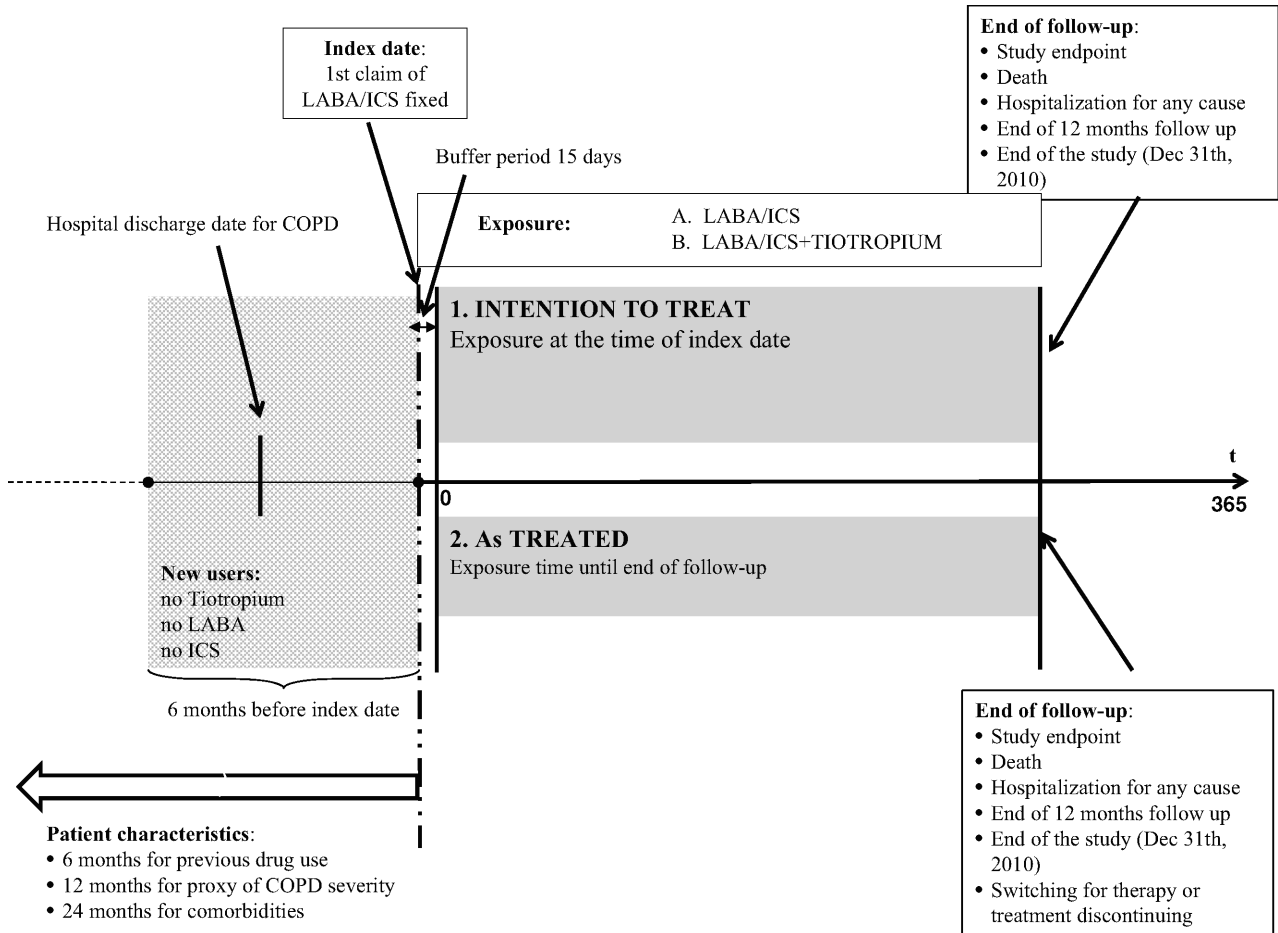 Index date:
1st claim of
LABA/ICS fixed
End of follow-up:
• Study endpoint
• Death
• Hospitalization for any cause
• End of 12 months follow up
• End of the study (Dec 31th,
2010)
Buffer period 15 days
Hospital discharge date for COPD
Exposure:
A. LABA/ICS
B. LABA/ICS+TIOTROPIUM
1. INTENTION TO TREAT
Exposure at the time of index date
t
0
365
2. As TREATED
Exposure time until end of follow-up
New users:
no Tiotropium
no LABA
no ICS
6 months before index date
Patient characteristics:
• 6 months for previous drug use
• 12 months for proxy of COPD severity
• 24 months for comorbidities
End of follow-up:
• Study endpoint
• Death
• Hospitalization for any cause
• End of 12 months follow up
• End of the study (Dec 31th,
2010)
• Switching for therapy or
treatment discontinuing